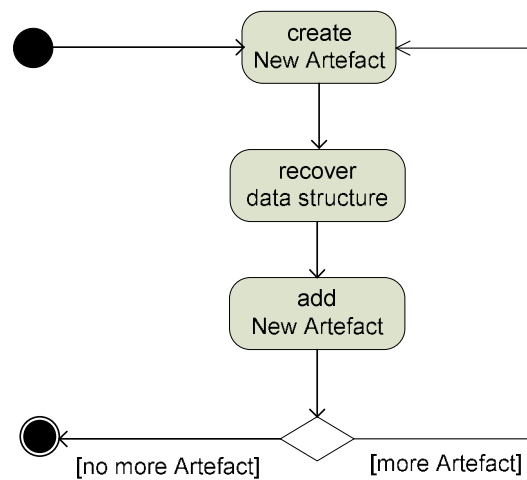 create
New Artefact
recover
data structure
add
New Artefact
[no more Artefact]
[more Artefact]